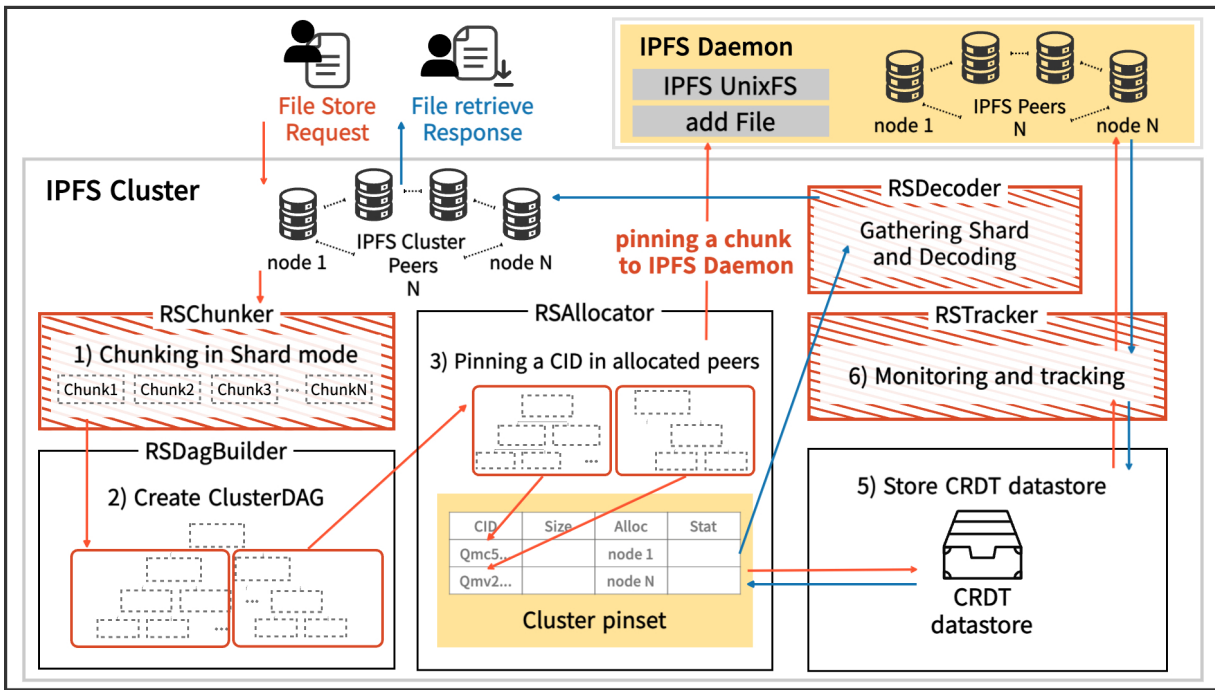 File Store
Request
File retrieve
Response
IPFS Daemon
IPFS UnixFS
add File
node 1
IPFS Peers
N
node N
IPFS Cluster
node 1
IPFS Cluster
Peers
N
node N
pinning a chunk
to IPFS Daemon
RSDecoder
Gathering Shard
and Decoding
RSChunker
1) Chunking in Shard mode
Chunk1 Chunk2 Chunk3 ... ChunkN
RSDagBuilder
2) Create ClusterDAG
...
...
RSAllocator
3) Pinning a CID in allocated peers
...
CID Size Alloc Stat
Qmc5... node 1
Qmv2... node N
Cluster pinset
RSTracker
6) Monitoring and tracking
5) Store CRDT datastore
CRDT
datastore